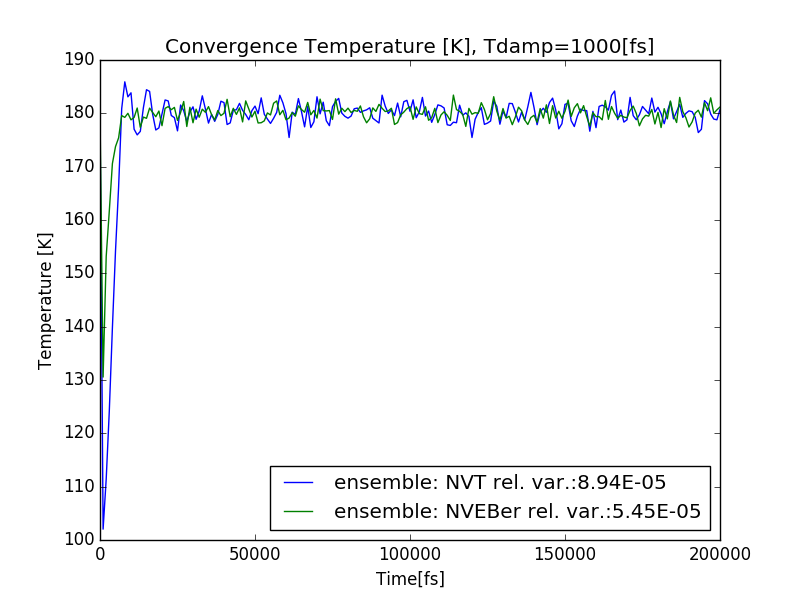 Convergence Temperature [K], Tdamp=1000[fs]
190
180
170
160
150
140
130
120
110
100
Temperature [K]
ensemble: NVT rel. var.:8.94E-05
ensemble: NVEBer rel. var.:5.45E-05
0 50000 100000 150000 200000
Time[fs]